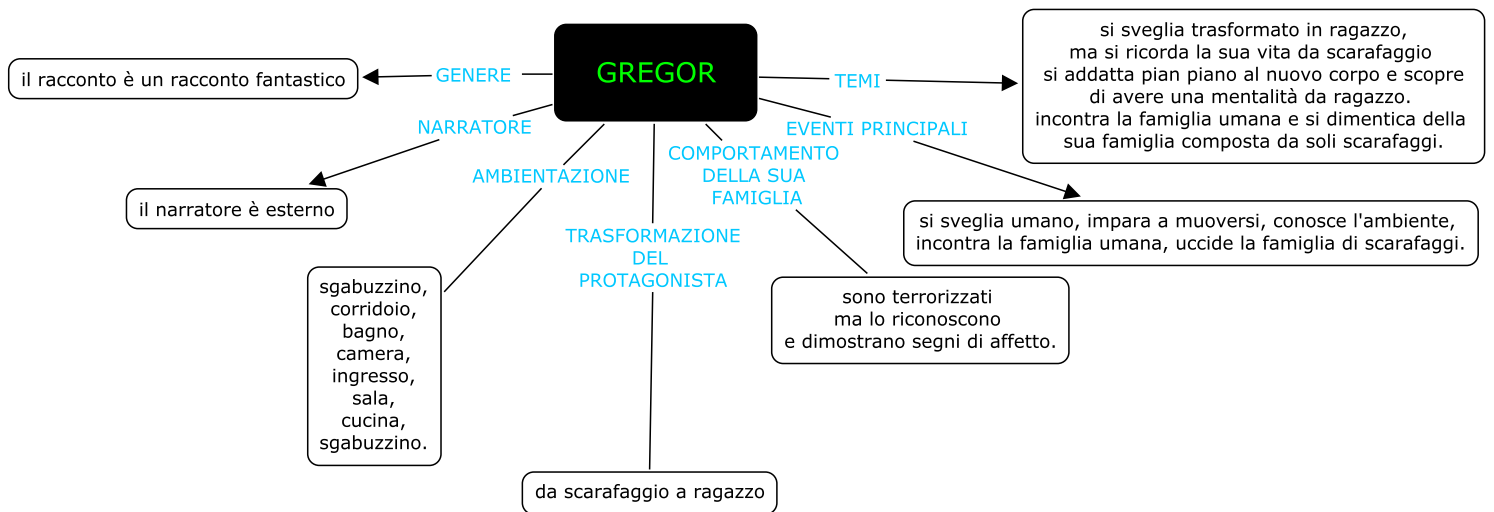 GREGOR
GENERE
il racconto è un racconto fantastico
NARRATORE
il narratore è esterno
AMBIENTAZIONE
sgabuzzino,
corridoio,
bagno,
camera,
ingresso,
sala,
cucina,
sgabuzzino.
TRASFORMAZIONE
DEL
PROTAGONISTA
da scarafaggio a ragazzo
COMPORTAMENTO
DELLA SUA
FAMIGLIA
sono terrorizzati
ma lo riconoscono
e dimostrano segni di affetto.
EVENTI PRINCIPALI
si sveglia umano, impara a muoversi, conosce l'ambiente,
incontra la famiglia umana, uccide la famiglia di scarafaggi.
TEMI
si sveglia trasformato in ragazzo,
ma si ricorda la sua vita da scarafaggio
si addatta pian piano al nuovo corpo e scopre
di avere una mentalità da ragazzo.
incontra la famiglia umana e si dimentica della
sua famiglia composta da soli scarafaggi.